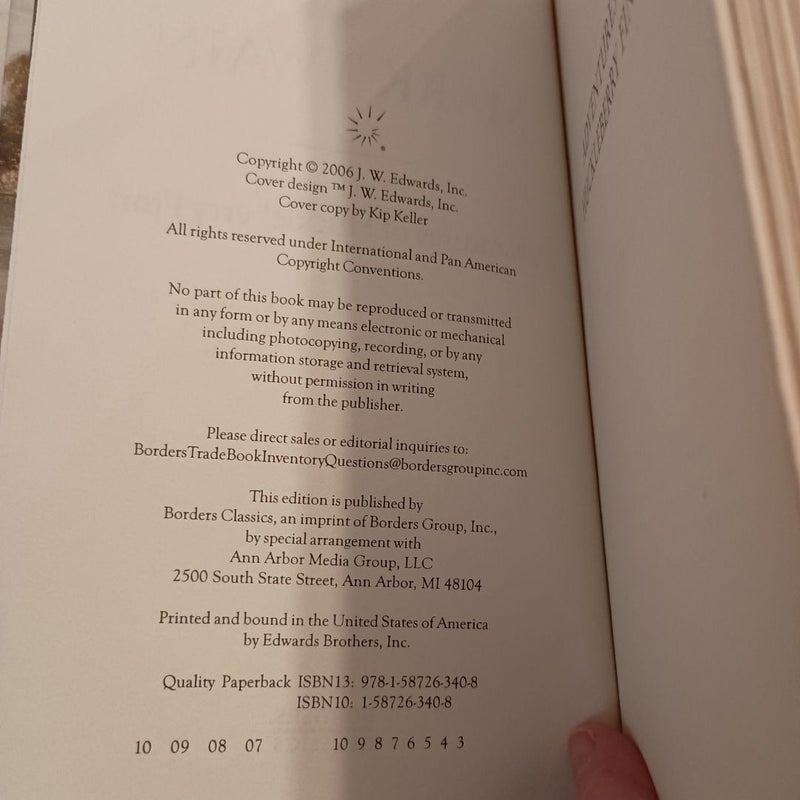 Copyright © 2006 J. W. Edwards, Inc.
Cover design ™ J. W. Edwards, Inc.
Cover copy by Kip Keller
All rights reserved under International and Pan American
Copyright Conventions.
No part of this book may be reproduced or transmitted
in any form or by any means electronic or mechanical
including photocopying, recording, or by any
information storage and retrieval system,
without permission in writing
from the publisher.
Please direct sales or editorial inquiries to:
BordersTradeBookInventoryQuestions@bordersgroupinc.com
This edition is published by
Borders Classics, an imprint of Borders Group, Inc.,
by special arrangement with
Ann Arbor Media Group, LLC
2500 South State Street, Ann Arbor, MI 48104
Printed and bound in the United States of America
by Edwards Brothers, Inc.
Quality Paperback ISBN13: 978-1-58726-340-8
ISBN10: 1-58726-340-8
10 09 08 07 10 9 8 7 6 5 4 3